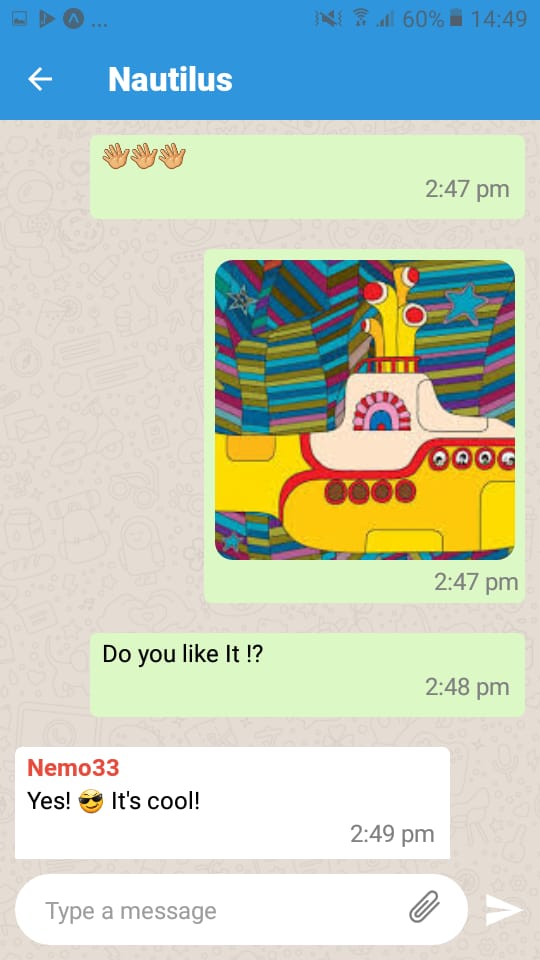 ... 60% 14:49
Nautilus
👋🏼👋🏼👋🏼
2:47 pm
2:47 pm
Do you like It !?
2:48 pm
Nemo33
Yes! 😎 It's cool!
2:49 pm
Type a message